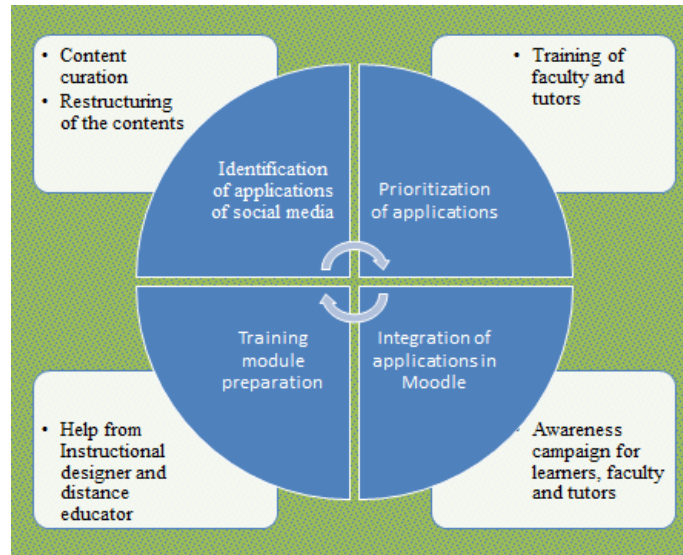 • Content
curation
• Restructuring
of the contents
• Training of
faculty and
tutors
Identification
of applications
of social media
Prioritization
of applications
Training
module
preparation
Integration of
applications in
Moodle
• Help from
Instructional
designer and
distance
educator
• Awareness
campaign for
learners, faculty
and tutors